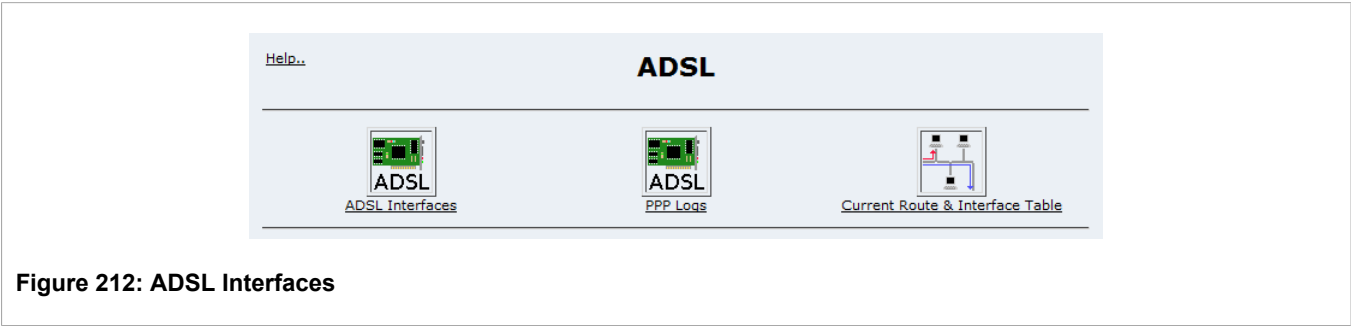 Help..
ADSL
ADSL ADSL
ADSL Interfaces PPP Logs Current Route & Interface Table
Figure 212: ADSL Interfaces